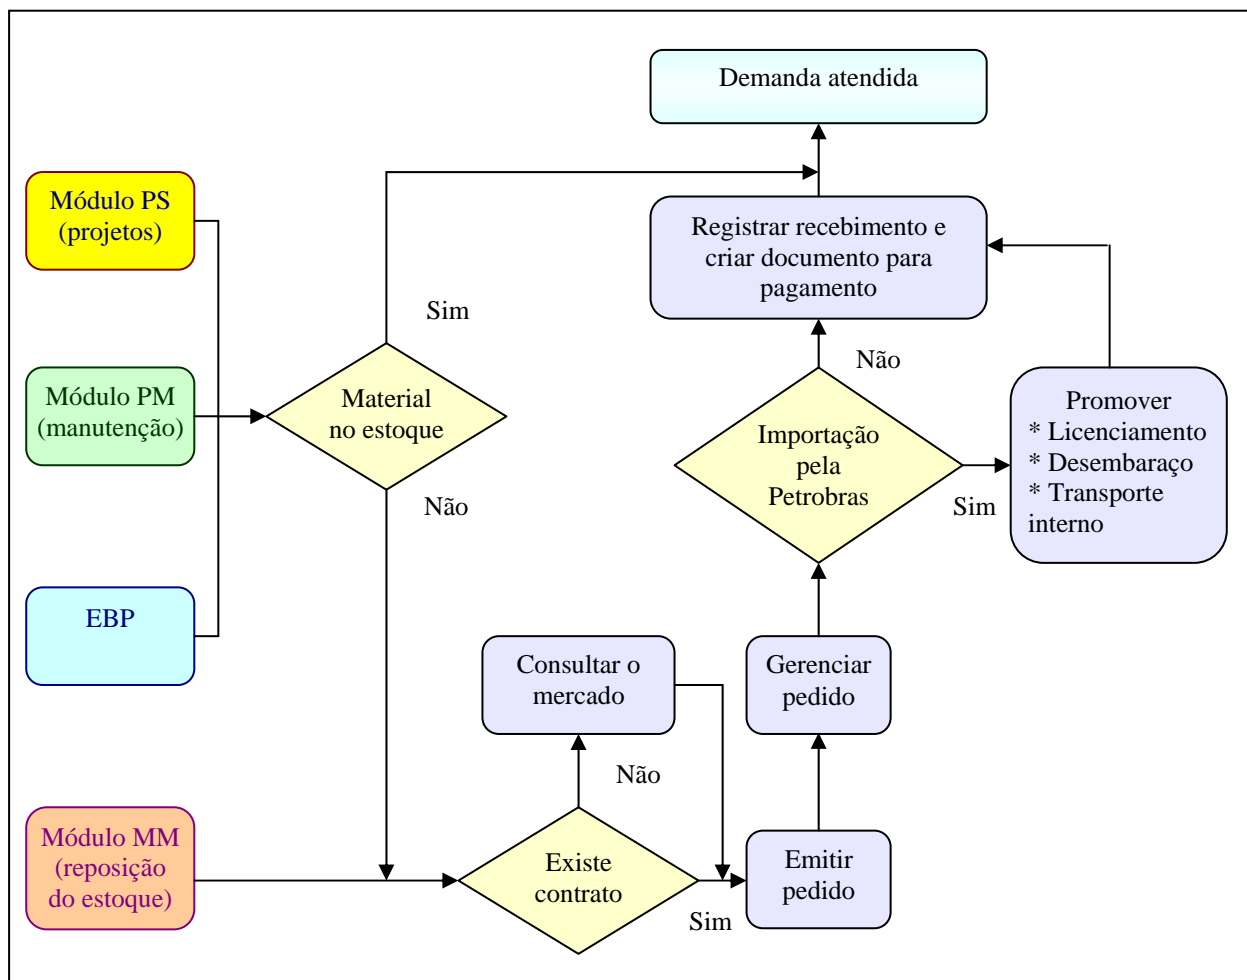 Demanda atendida
Módulo PS
(projetos)
Registrar recebimento e
criar documento para
pagamento
Sim
Não
Módulo PM
(manutenção)
Material
no estoque
Importação
pela
Petrobras
Promover
* Licenciamento
* Desembaraço
* Transporte
interno
Não
Sim
EBP
Consultar o
mercado
Gerenciar
pedido
Não
Módulo MM
(reposição
do estoque)
Existe
contrato
Emitir
pedido
Sim